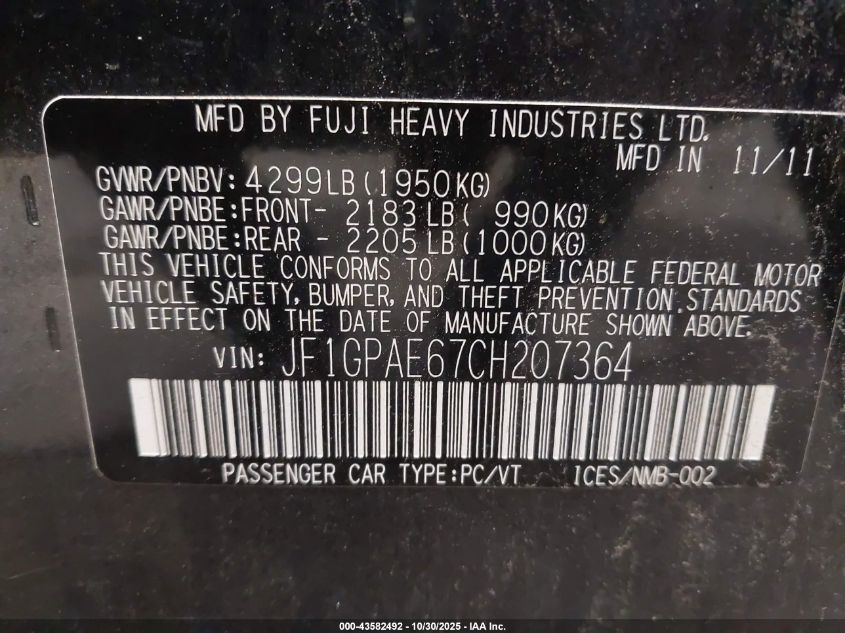 MFD BY FUJI HEAVY INDUSTRIES LTD.
MFD IN 11/11
GVWR/PNBV: 4299LB(1950KG)
GAWR/PNBE:FRONT- 2183 LB( 990KG)
GAWR/PNBE:REAR - 2205 LB(1000KG)
THIS VEHICLE CONFORMS TO ALL APPLICABLE FEDERAL MOTOR
VEHICLE SAFETY, BUMPER, AND THEFT PREVENTION STANDARDS
IN EFFECT ON THE DATE OF MANUFACTURE SHOWN ABOVE.
VIN: JF1GPAE67CH207364
PASSENGER CAR TYPE:PC/VT ICES/NMB-002
000-43582492 - 10/30/2025 - IAA Inc.